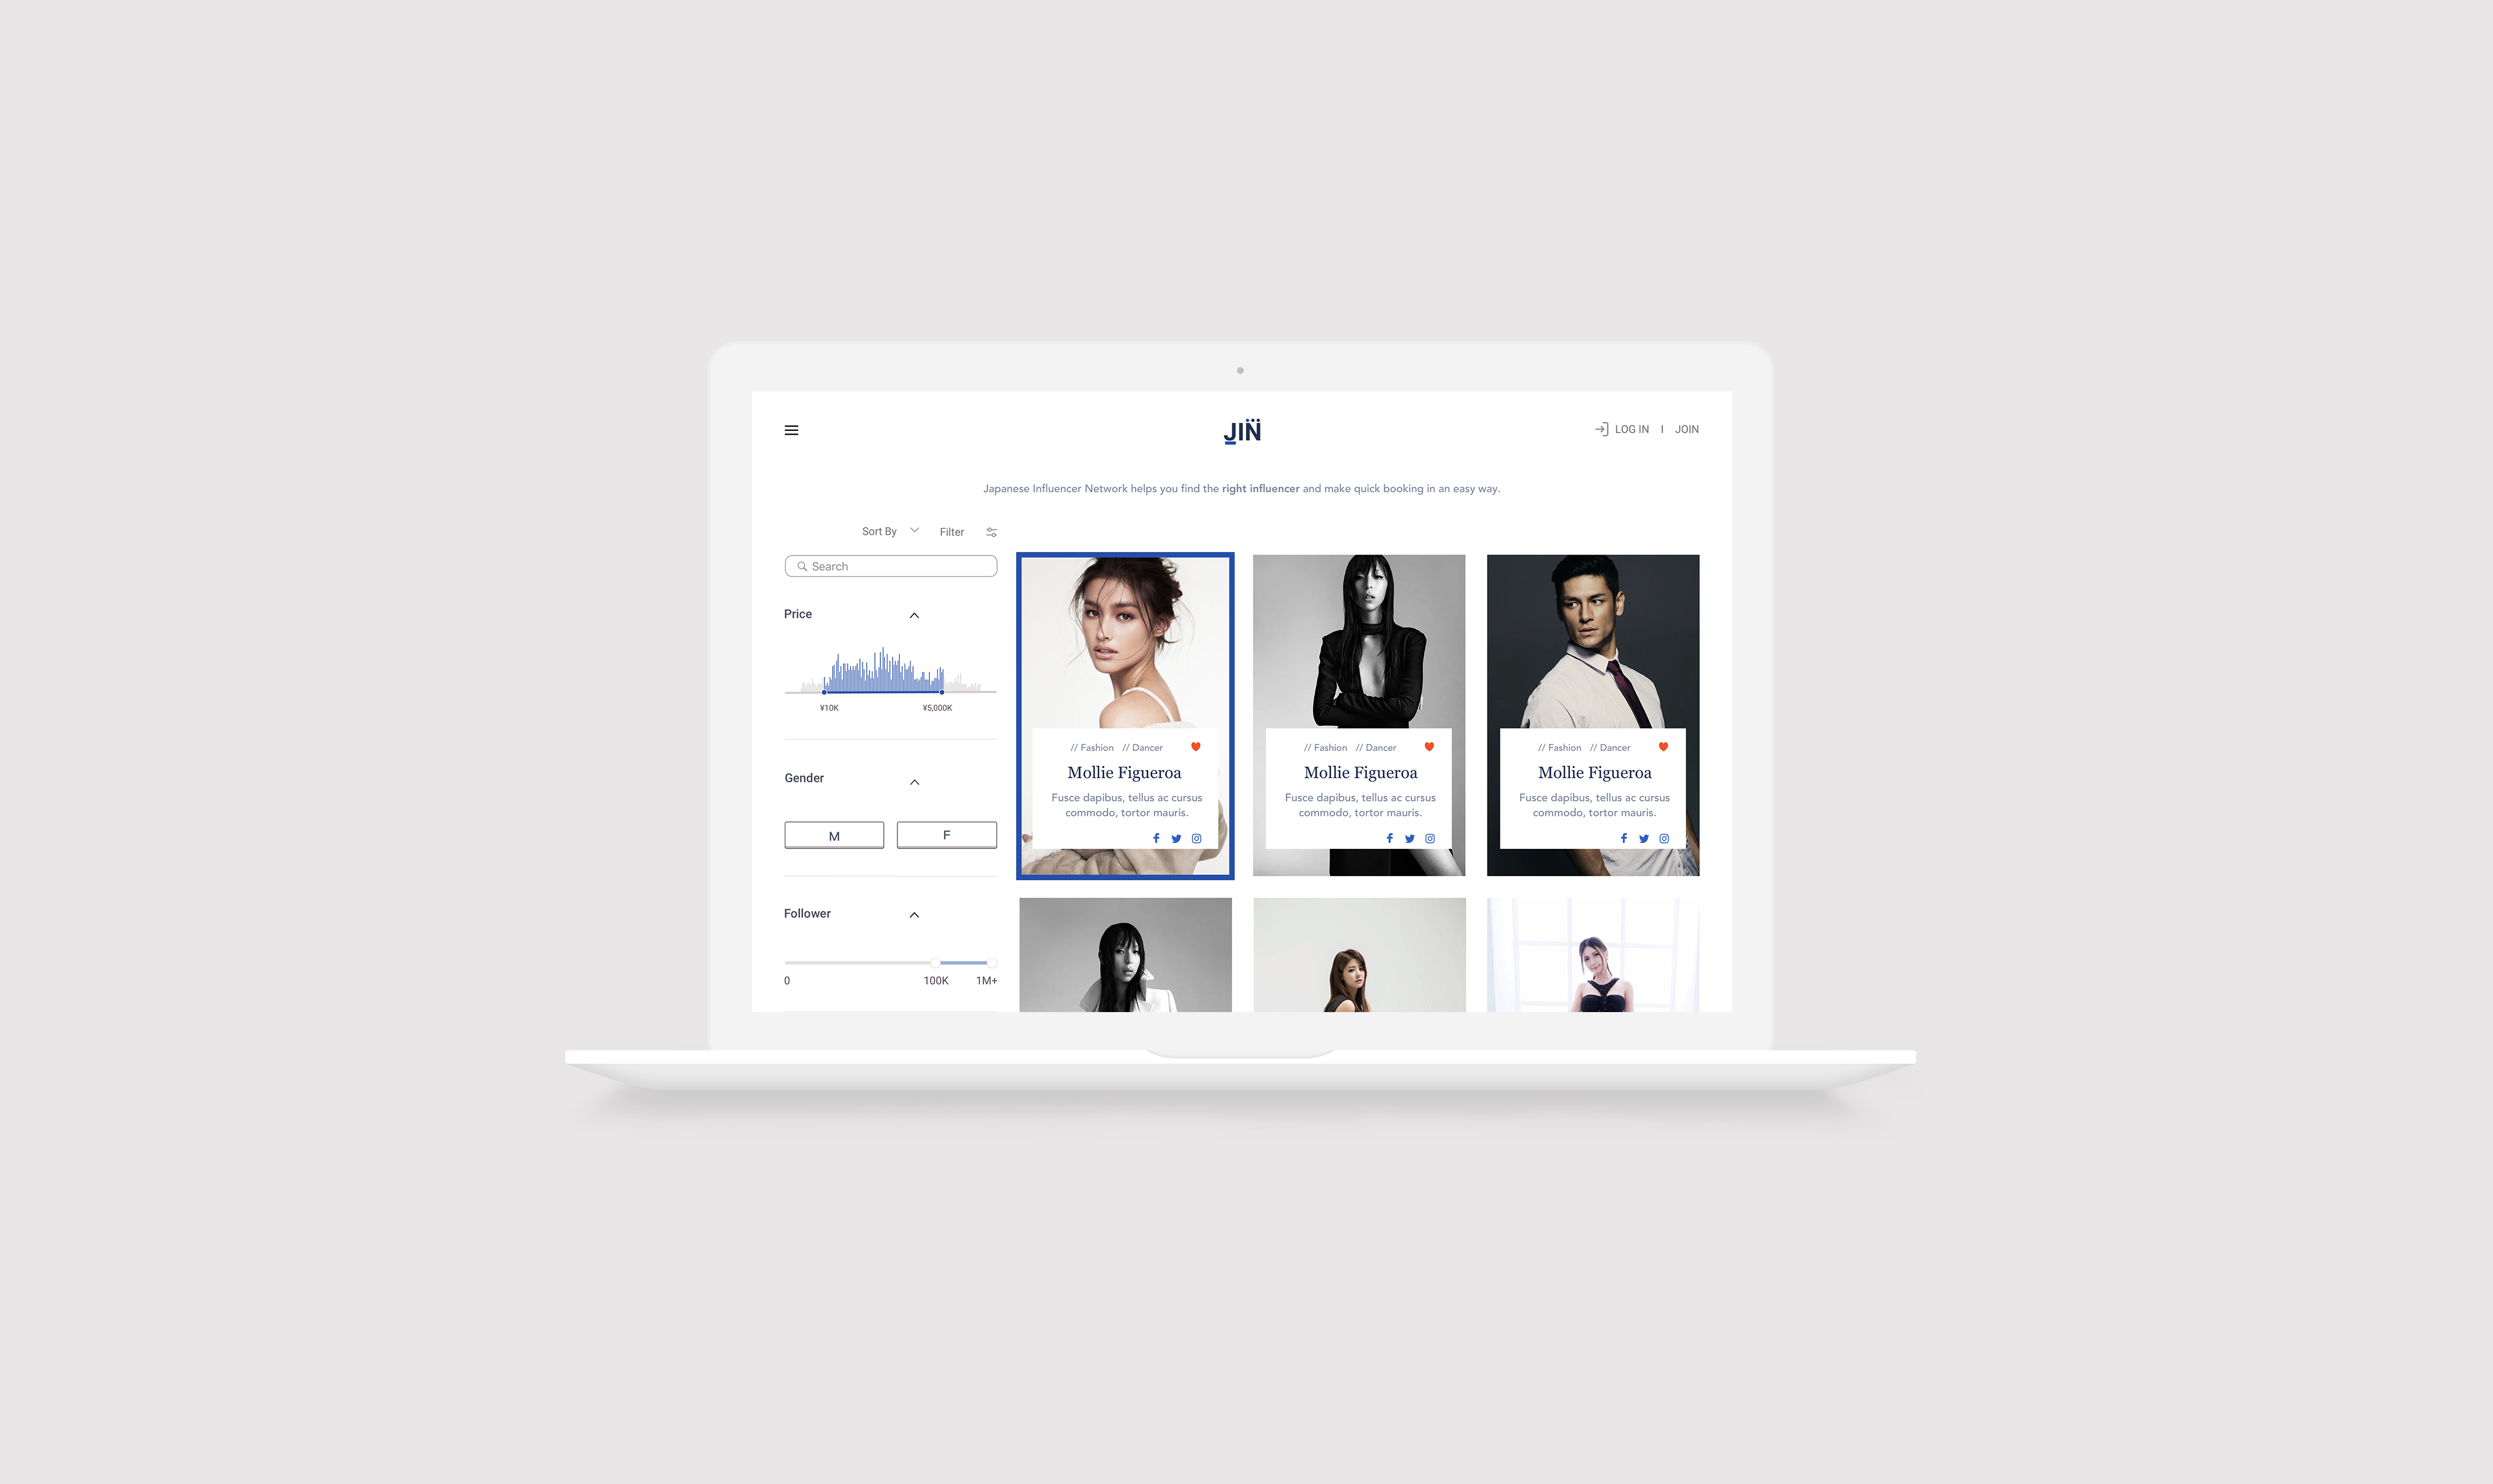 JIN
LOG IN | JOIN
Japanese Influencer Network helps you find the right influencer and make quick booking in an easy way.
Sort By Filter
Search
Price
¥10K ¥5,000K
Gender
M F
Follower
0 100K 1M+
// Fashion // Dancer
Mollie Figueroa
Fusce dapibus, tellus ac cursus
commodo, tortor mauris.
// Fashion // Dancer
Mollie Figueroa
Fusce dapibus, tellus ac cursus
commodo, tortor mauris.
// Fashion // Dancer
Mollie Figueroa
Fusce dapibus, tellus ac cursus
commodo, tortor mauris.